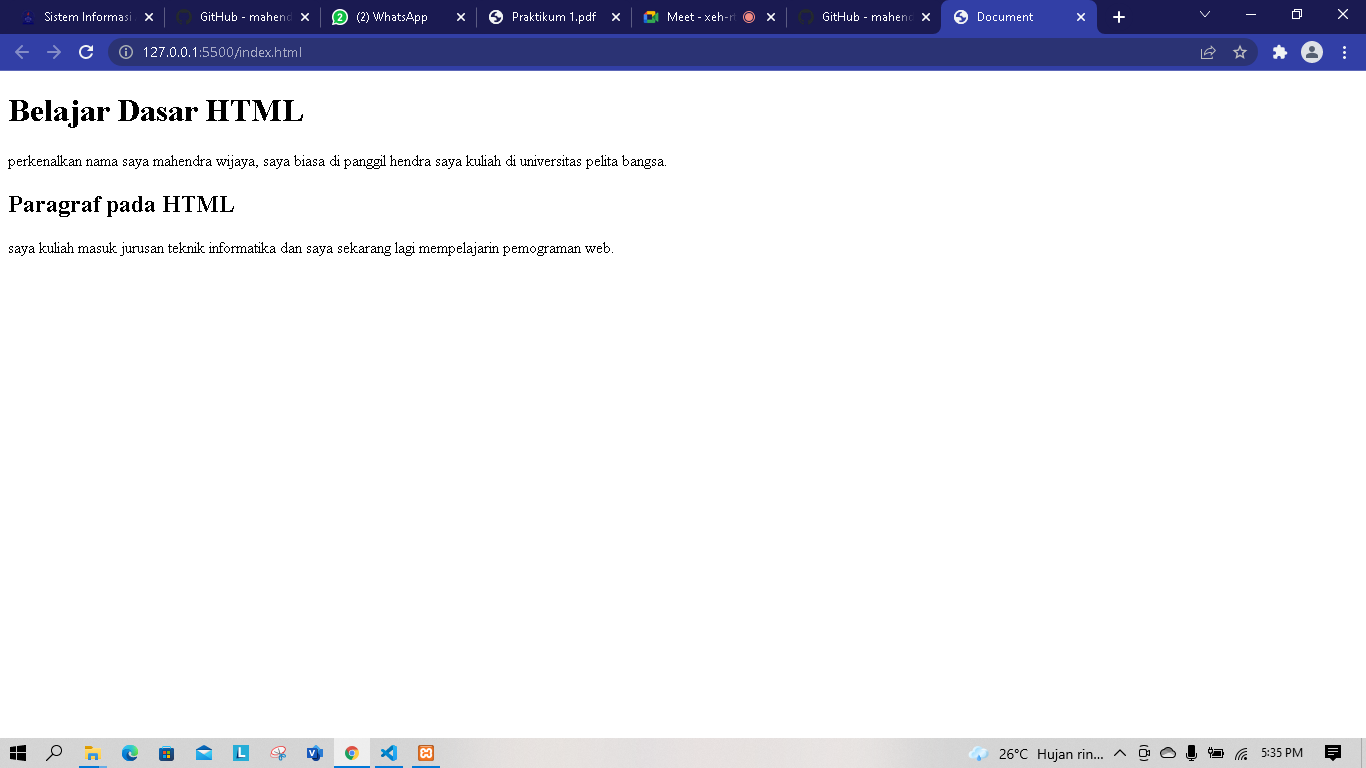 Sistem Informasi
GitHub - mahend
(2) WhatsApp
Praktikum 1.pdf
Meet - xeh-rt
GitHub - mahend
Document
127.0.0.1:5500/index.html
Belajar Dasar HTML
perkenalkan nama saya mahendra wijaya, saya biasa di panggil hendra saya kuliah di universitas pelita bangsa.
Paragraf pada HTML
saya kuliah masuk jurusan teknik informatika dan saya sekarang lagi mempelajarin pemograman web.
26°C Hujan rin... 5:35 PM